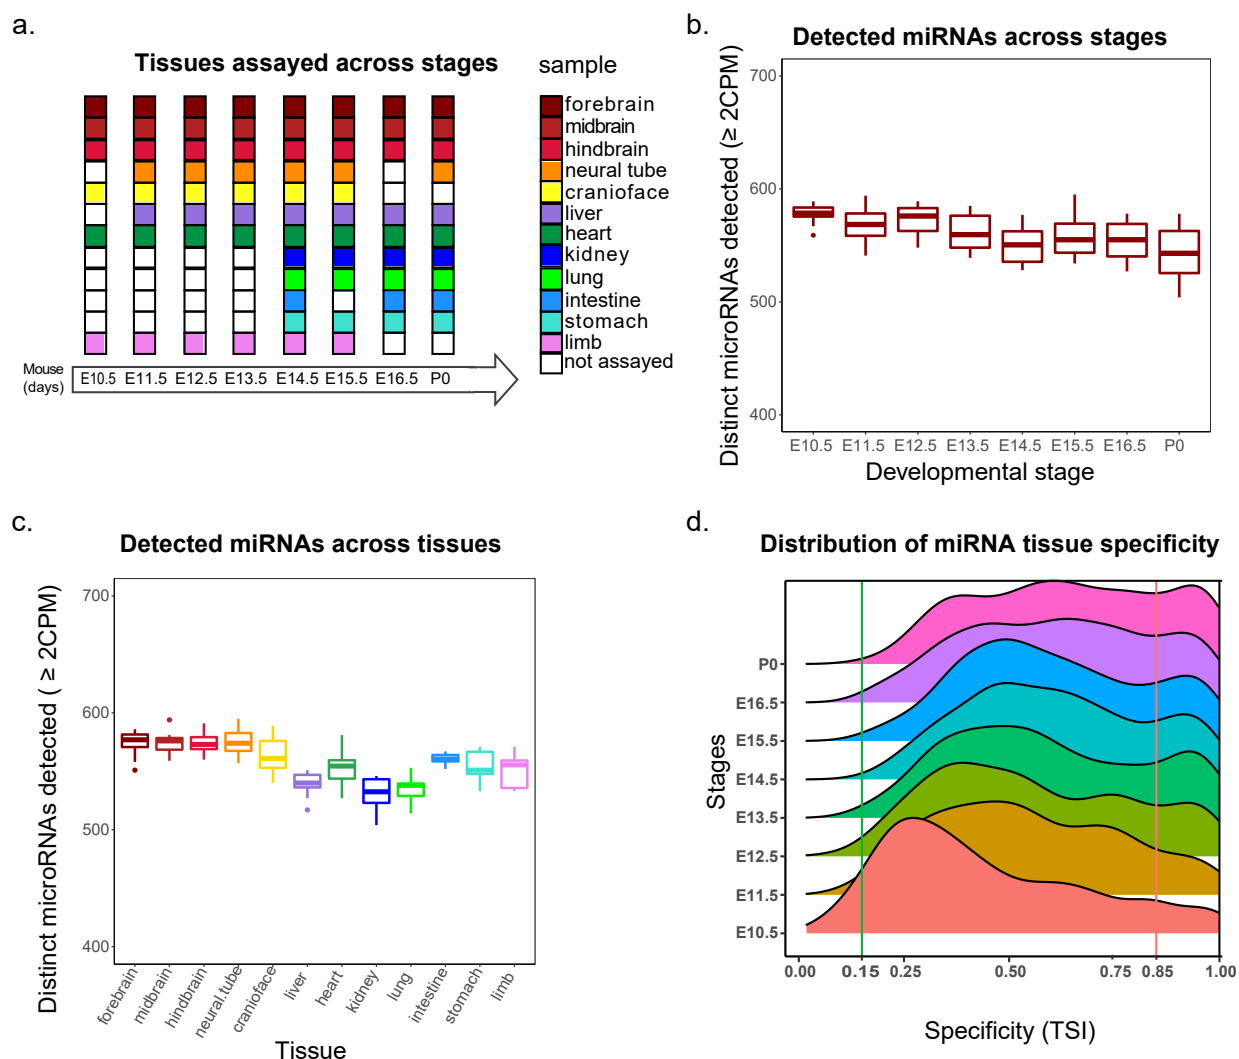 a.
Tissues assayed across stages
sample
forebrain
midbrain
hindbrain
neural tube
cranioface
liver
heart
kidney
lung
intestine
stomach
limb
not assayed
Mouse
(days)
E10.5 E11.5 E12.5 E13.5 E14.5 E15.5 E16.5 P0
b.
Detected miRNAs across stages
Distinct microRNAs detected (≥ 2CPM)
700
600
500
400
E10.5 E11.5 E12.5 E13.5 E14.5 E15.5 E16.5 P0
Developmental stage
c.
Detected miRNAs across tissues
Distinct microRNAs detected ( ≥ 2CPM)
700
600
500
400
forebrain midbrain hindbrain neural.tube cranioface liver heart kidney lung intestine stomach limb
Tissue
d.
Distribution of miRNA tissue specificity
Stages
P0
E16.5
E15.5
E14.5
E13.5
E12.5
E11.5
E10.5
0.00 0.15 0.25 0.50 0.75 0.85 1.00
Specificity (TSI)